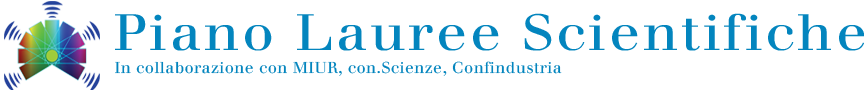 Piano Lauree Scientifiche
In collaborazione con MIUR, con.Scienze, Confindustria